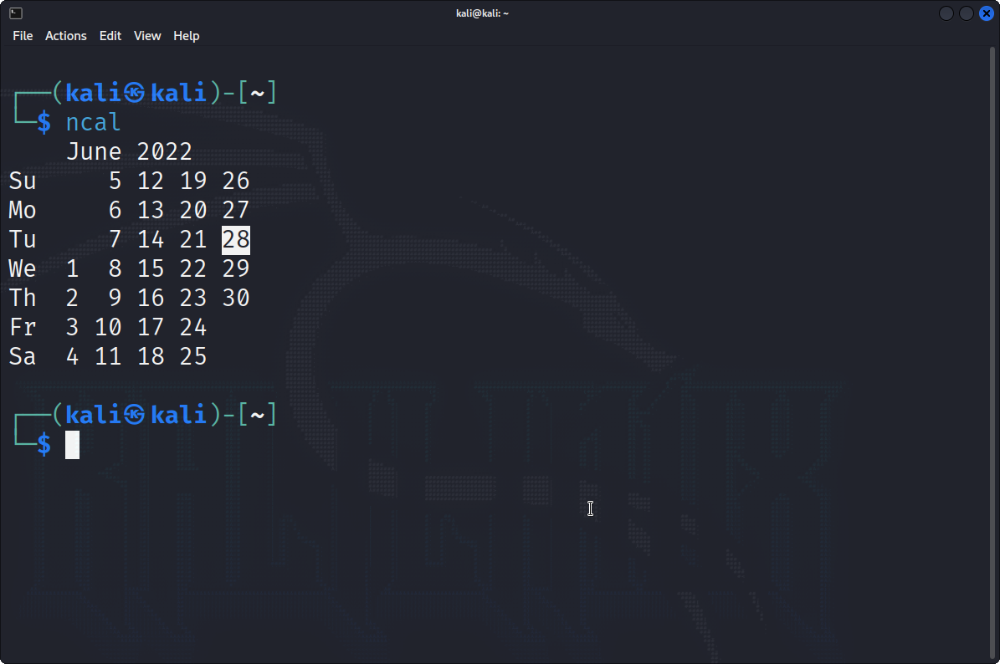 kali@kali: ~
File Actions Edit View Help
┌──(kali㉿kali)-[~]
└─$ ncal
    June 2022
Su     5 12 19 26
Mo     6 13 20 27
Tu     7 14 21 28
We  1  8 15 22 29
Th  2  9 16 23 30
Fr  3 10 17 24
Sa  4 11 18 25
┌──(kali㉿kali)-[~]
└─$